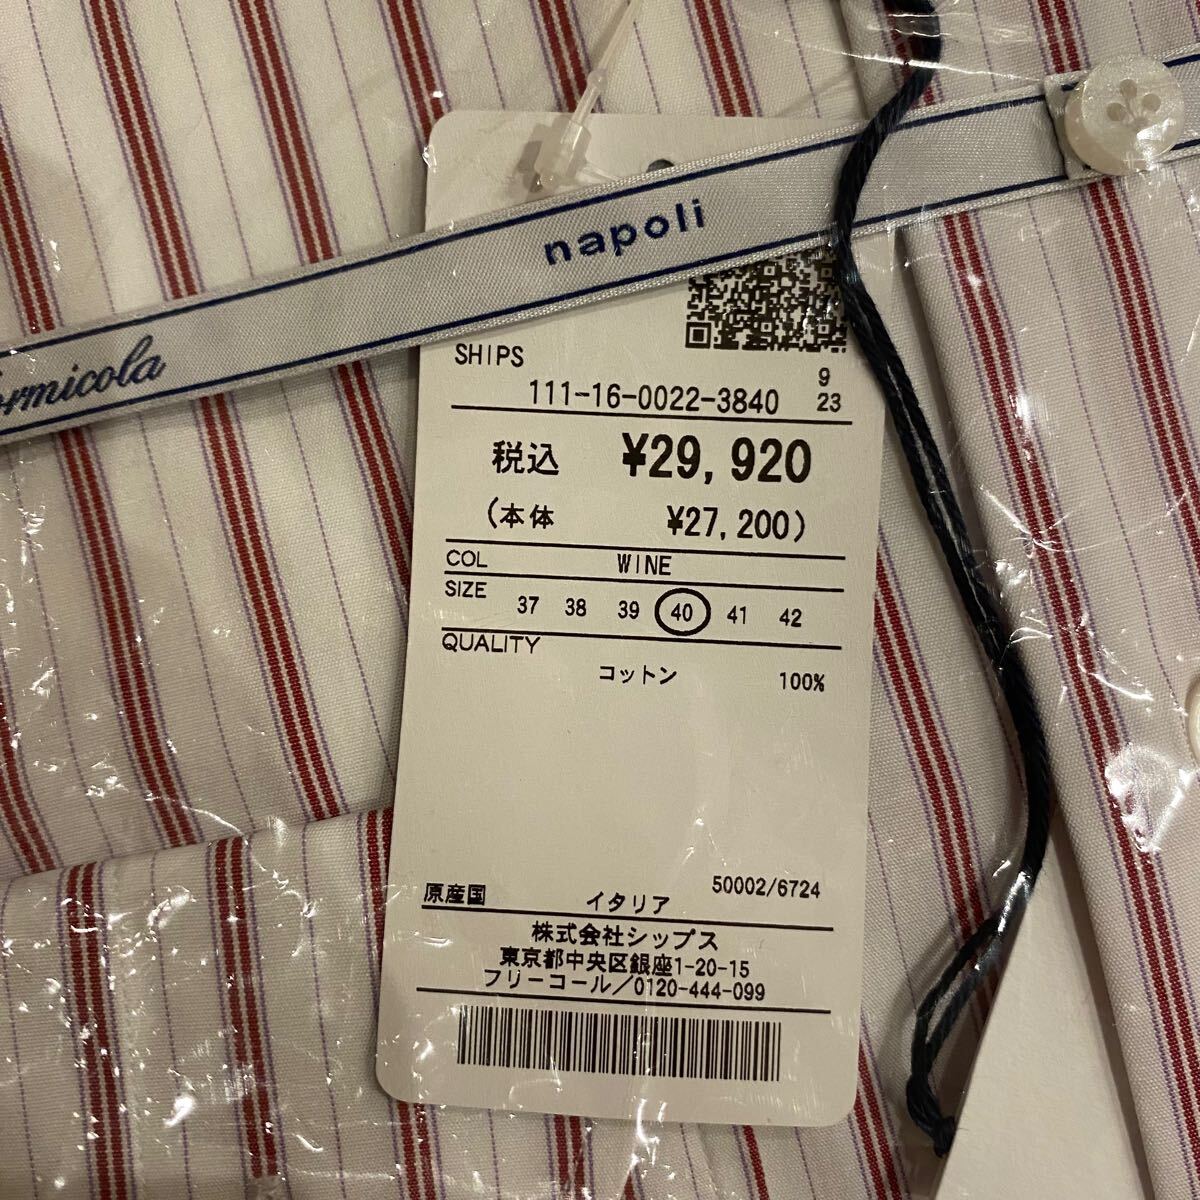 napoli
SHIPS
111-16-0022-3840
9
23
税込 ¥29,920
(本体 ¥27,200)
COL WINE
SIZE 37 38 39 40 41 42
QUALITY
コットン 100%
50002/6724
原産国 イタリア
株式会社シップス
東京都中央区銀座1-20-15
フリーコール/0120-444-099